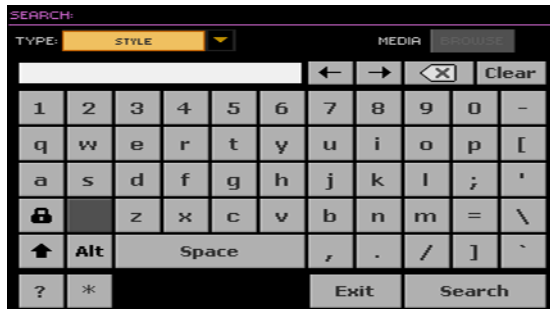 SEARCH:
TYPE: STYLE MEDIA BROWSE
← → Clear
1 2 3 4 5 6 7 8 9 0 -
q w e r t y u i o p [
a s d f g h j k l ; '
z x c v b n m = \
Alt Space , . / ] `
? * Exit Search